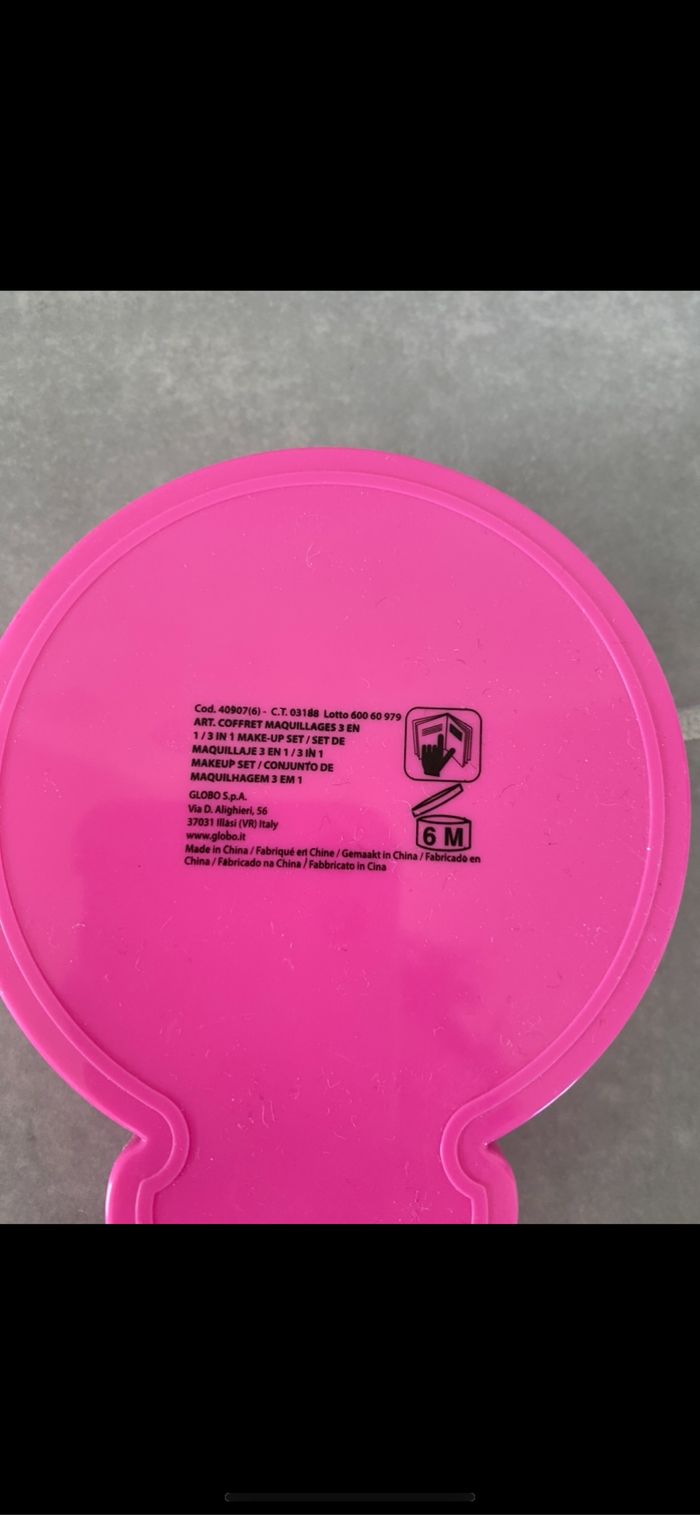 Cod. 40907(6) - C.T. 03188 Lotto 600 60 979
ART. COFFRET MAQUILLAGES 3 EN
1 / 3 IN 1 MAKE-UP SET / SET DE
MAQUILLAJE 3 EN 1 / 3 IN 1
MAKEUP SET / CONJUNTO DE
MAQUILHAGEM 3 EM 1
GLOBO S.p.A.
Via D. Alighieri, 56
37031 Illasi (VR) Italy
www.globo.it
6 M
Made in China / Fabriqué en Chine / Gemaakt in China / Fabricado en
China / Fabricado na China / Fabbricato in Cina